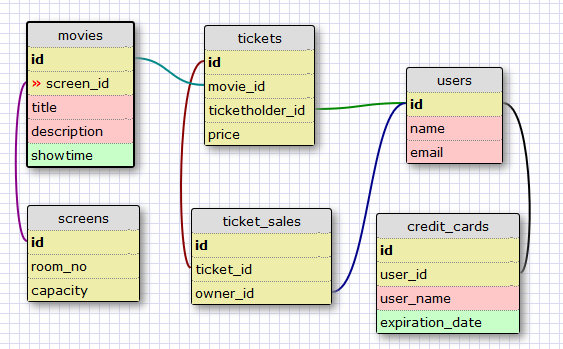 movies
id
» screen_id
title
description
showtime
tickets
id
movie_id
ticketholder_id
price
users
id
name
email
screens
id
room_no
capacity
ticket_sales
id
ticket_id
owner_id
credit_cards
id
user_id
user_name
expiration_date